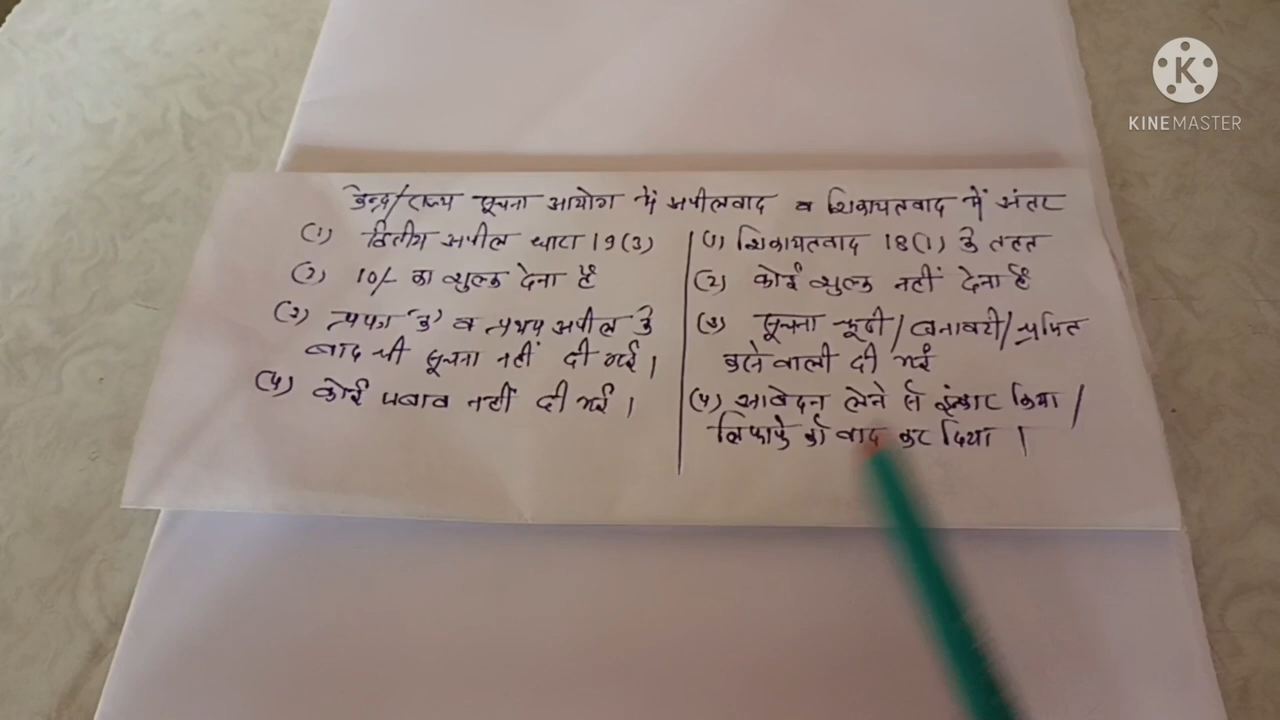 KINEMASTER
केन्द्र/राज्य सूचना आयोग में अपीलवाद व शिकायतवाद में अंतर
(1) द्वितीय अपील धारा 19(3)
(2) 10/- का शुल्क देना है
(3) प्रपत्र 'क' व प्रथम अपील के
बाद भी सूचना नहीं दी गई।
(4) कोई जबाव नहीं दी गई।
(1) शिकायतवाद 18(1) के तहत
(2) कोई शुल्क नहीं देना है
(3) सूचना झूठी/बनावटी/भ्रमित
करने वाली दी गई
(4) आवेदन लेने से इंकार किया/
लिफाफे को वाद कर दिया।